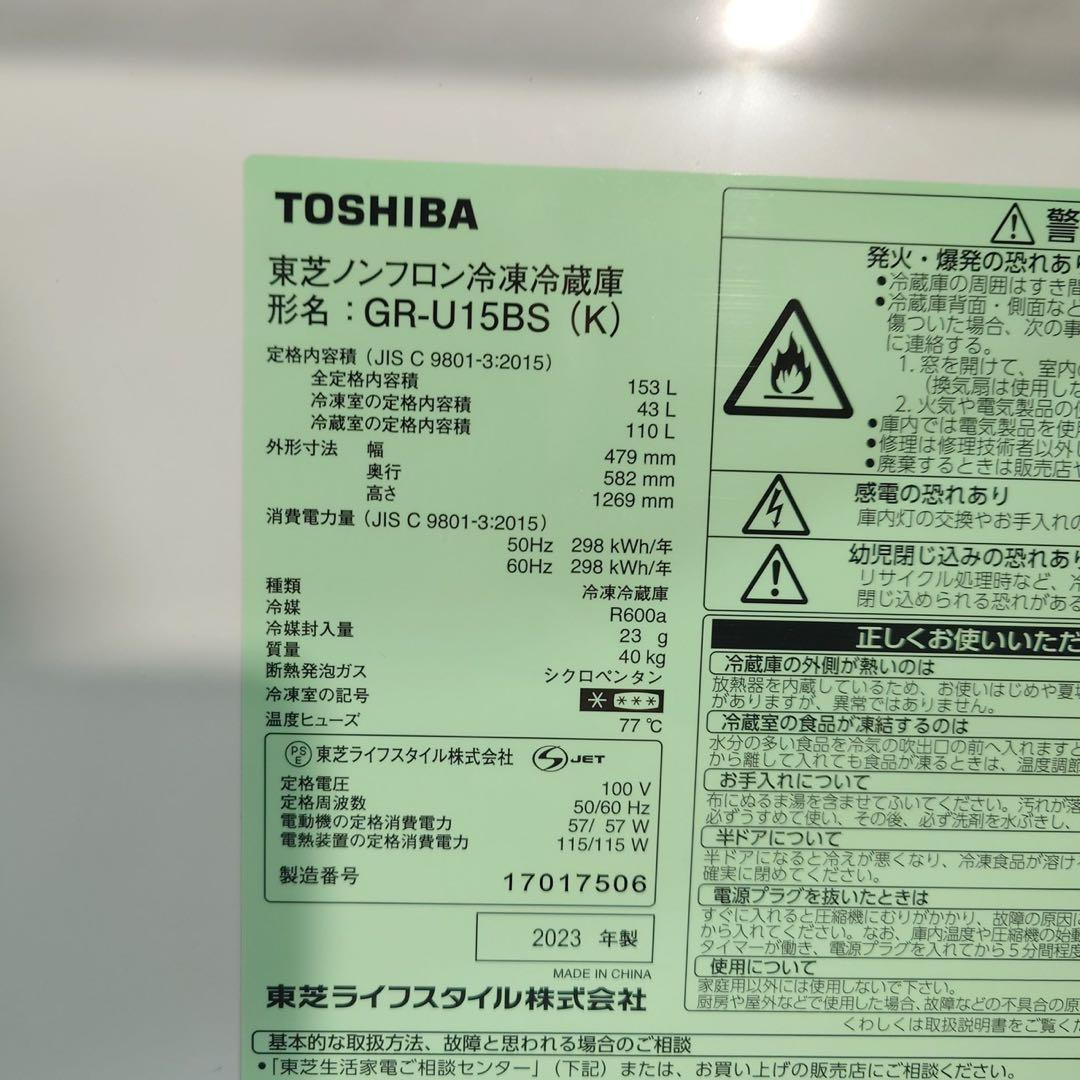 TOSHIBA
東芝ノンフロン冷凍冷蔵庫
形名：GR-U15BS（K）
定格内容積（JIS C 9801-3:2015）
全定格内容積 153 L
冷凍室の定格内容積 43 L
冷蔵室の定格内容積 110 L
外形寸法 幅 479 mm
奥行 582 mm
高さ 1269 mm
消費電力量（JIS C 9801-3:2015）
50Hz 298 kWh/年
60Hz 298 kWh/年
種類 冷凍冷蔵庫
冷媒 R600a
冷媒封入量 23 g
質量 40 kg
断熱発泡ガス シクロペンタン
冷凍室の記号 * ***
温度ヒューズ 77 ℃
PSE 東芝ライフスタイル株式会社 JET
定格電圧 100 V
定格周波数 50/60 Hz
電動機の定格消費電力 57/ 57 W
電熱装置の定格消費電力 115/115 W
製造番号 17017506
2023 年製
MADE IN CHINA
東芝ライフスタイル株式会社
警
発火・爆発の恐れあり
●冷蔵庫の周囲はすき間
●冷蔵庫背面・側面など
傷ついた場合、次の事
に連絡する。
1. 窓を開けて、室内の
（換気扇は使用しな
2. 火気や電気製品の使
●庫内では電気製品を使用
●修理は修理技術者以外し
●廃棄するときは販売店や
感電の恐れあり
庫内灯の交換やお手入れの
幼児閉じ込みの恐れあり
リサイクル処理時など、冷
閉じ込められる恐れがある
正しくお使いいただ
冷蔵庫の外側が熱いのは
放熱器を内蔵しているため、お使いはじめや夏場
がありますが、異常ではありません。
冷蔵室の食品が凍結するのは
水分の多い食品を冷気の吹出口の前へ入れますと
から離して入れても食品が凍るときは、温度調節
お手入れについて
布にぬるま湯を含ませてふいてください。汚れが落
必ずうすめて使い、その後、必ず洗剤を水ぶきし、
半ドアについて
半ドアになると冷えが悪くなり、冷凍食品が溶け
確実に閉めてください。
電源プラグを抜いたときは
すぐに入れると圧縮機にむりがかかり、故障の原因に
から入れてください。なお、庫内温度や圧縮機の始動
タイマーが働き、電源プラグを入れてから5分間程度
使用について
家庭用以外には使用しないで下さい。
厨房や屋外などで使用した場合、故障などの不具合の原
くわしくは取扱説明書をご覧くだ
基本的な取扱方法、故障と思われる場合のご相談
●「東芝生活家電ご相談センター」（下記）または、お買い上げの販売店にご相談ください。